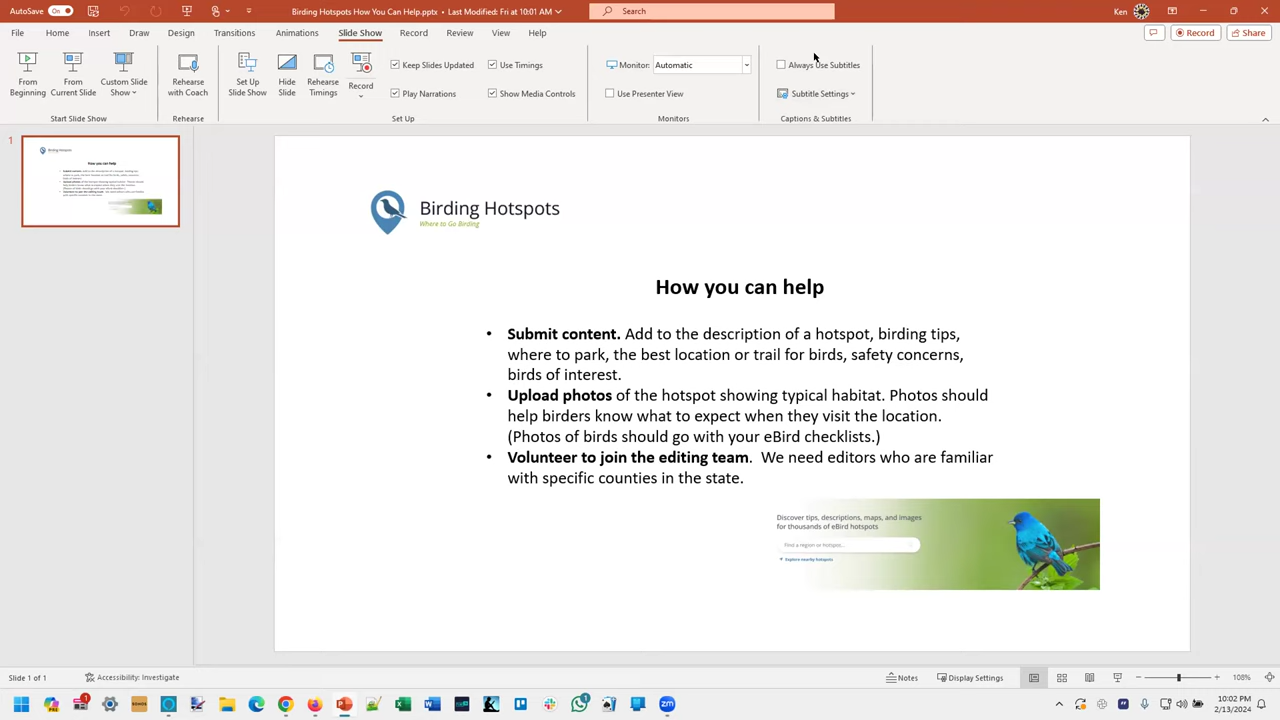 AutoSave On
Birding Hotspots How You Can Help.pptx • Last Modified: Fri at 10:01 AM
Search
Ken
File Home Insert Draw Design Transitions Animations Slide Show Record Review View Help
Record
Share
From Beginning
From Current Slide
Custom Slide Show
Rehearse with Coach
Set Up Slide Show
Hide Slide
Rehearse Timings
Record
Keep Slides Updated
Play Narrations
Use Timings
Show Media Controls
Monitor: Automatic
Use Presenter View
Always Use Subtitles
Subtitle Settings
Start Slide Show
Rehearse
Set Up
Monitors
Captions & Subtitles
1
Birding Hotspots
Where to Go Birding
How you can help
• Submit content. Add to the description of a hotspot, birding tips,
where to park, the best location or trail for birds, safety concerns,
birds of interest.
• Upload photos of the hotspot showing typical habitat. Photos should
help birders know what to expect when they visit the location.
(Photos of birds should go with your eBird checklists.)
• Volunteer to join the editing team.  We need editors who are familiar
with specific counties in the state.
Discover tips, descriptions, maps, and images
for thousands of eBird hotspots
Find a region or hotspot...
Explore nearby hotspots
Slide 1 of 1
Accessibility: Investigate
Notes
Display Settings
108%
10:02 PM
2/13/2024